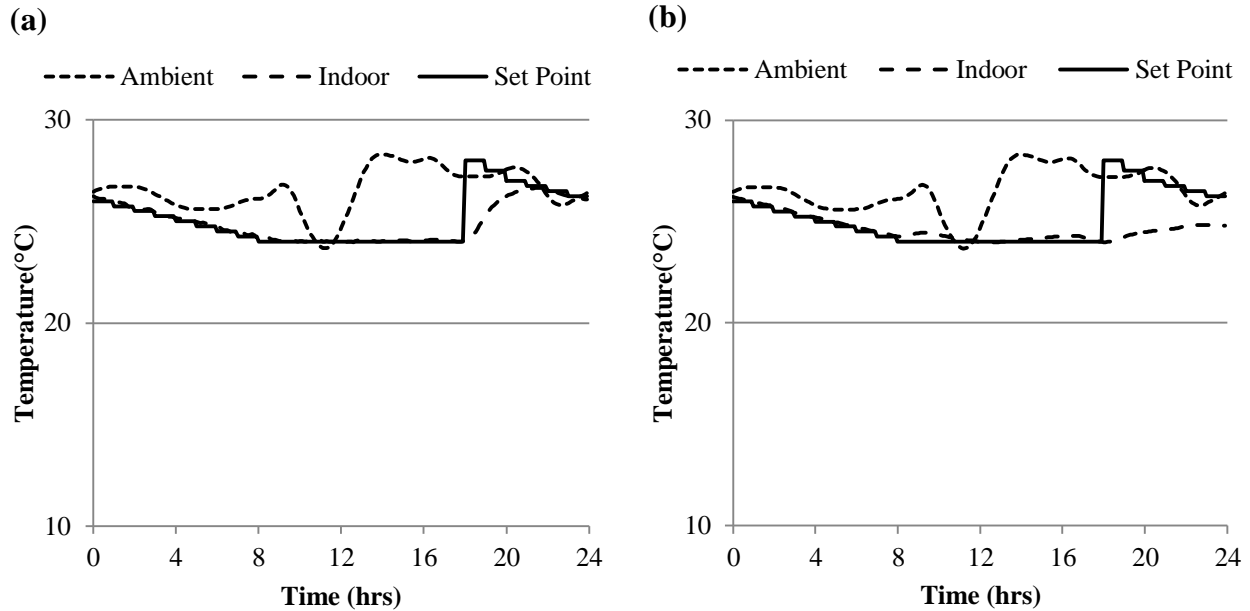 (a)
Ambient Indoor Set Point
30
20
10
Temperature(°C)
0 4 8 12 16 20 24
Time (hrs)
(b)
Ambient Indoor Set Point
30
20
10
Temperature(°C)
0 4 8 12 16 20 24
Time (hrs)